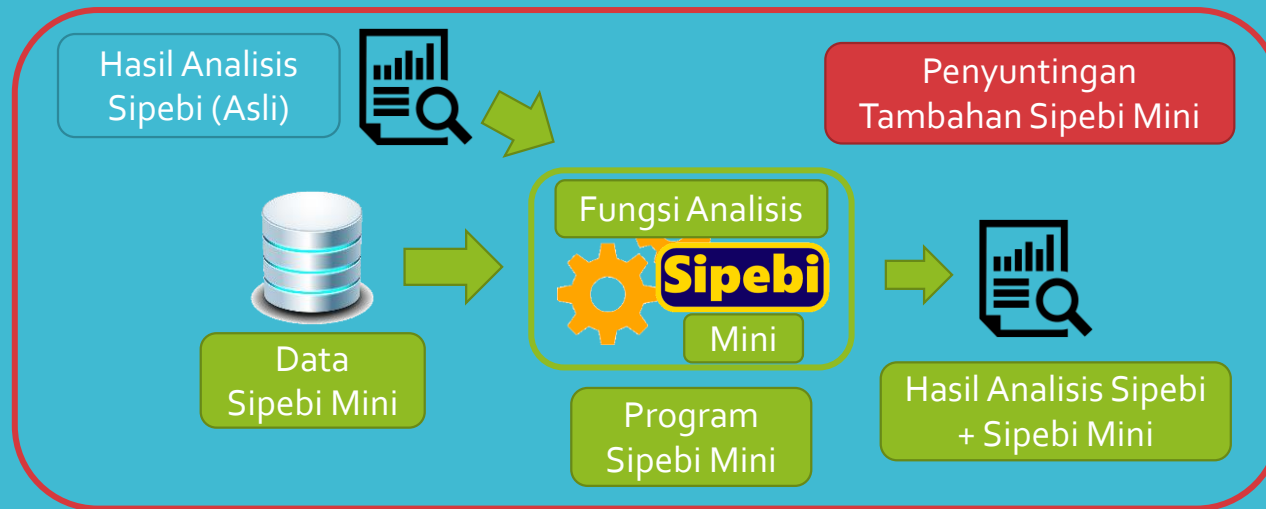 Hasil Analisis
Sipebi (Asli)
Penyuntingan
Tambahan Sipebi Mini
Fungsi Analisis
Sipebi
Mini
Data
Sipebi Mini
Program
Sipebi Mini
Hasil Analisis Sipebi
+ Sipebi Mini